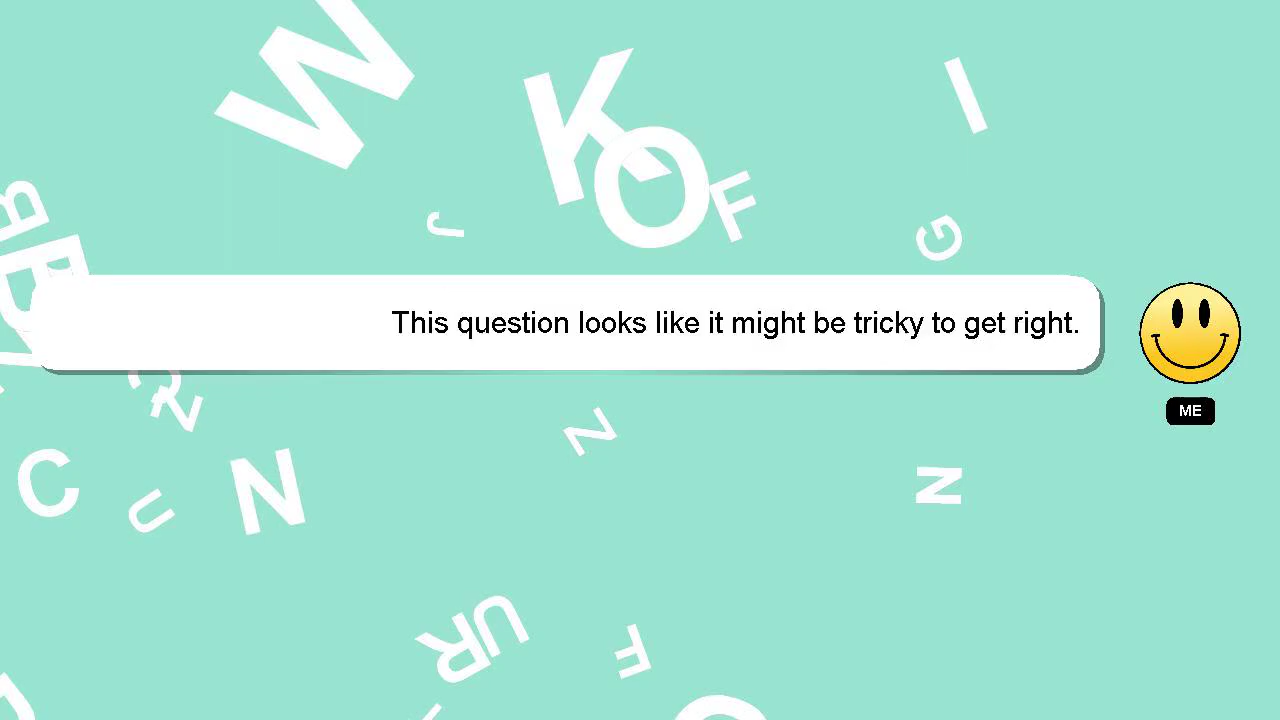 W
K
I
O
F
B
J
G
E
This question looks like it might be tricky to get right.
ME
Z
N
C
N
Z
U
U
R
F